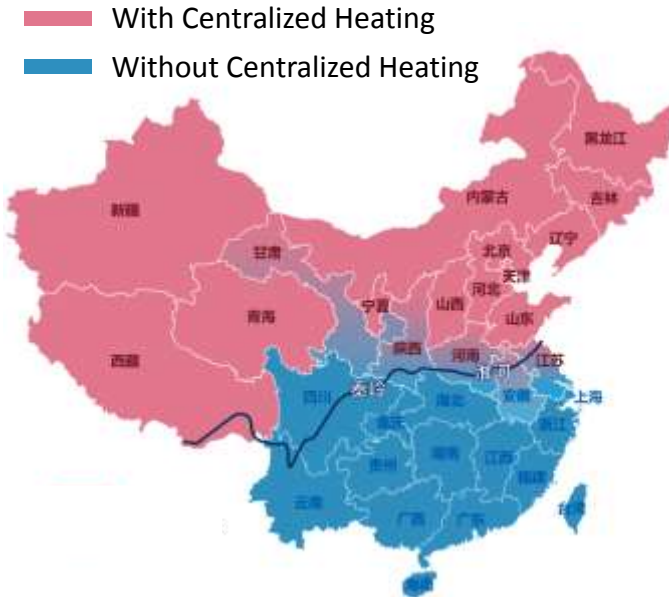 With Centralized Heating
Without Centralized Heating
黑龙江
内蒙古
吉林
新疆
辽宁
北京
甘肃
天津
河北
宁夏
山西
青海
山东
陕西
河南
江苏
西藏
淮河
秦岭
四川
安徽
上海
湖北
重庆
浙江
湖南
江西
贵州
福建
云南
台湾
广西
广东
海南